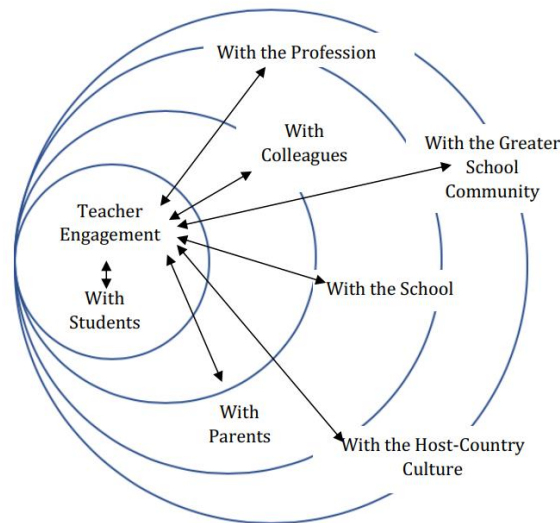 With the Profession
With
Colleagues
With the Greater
School
Community
Teacher
Engagement
With
Students
With the School
With
Parents
With the Host-Country
Culture